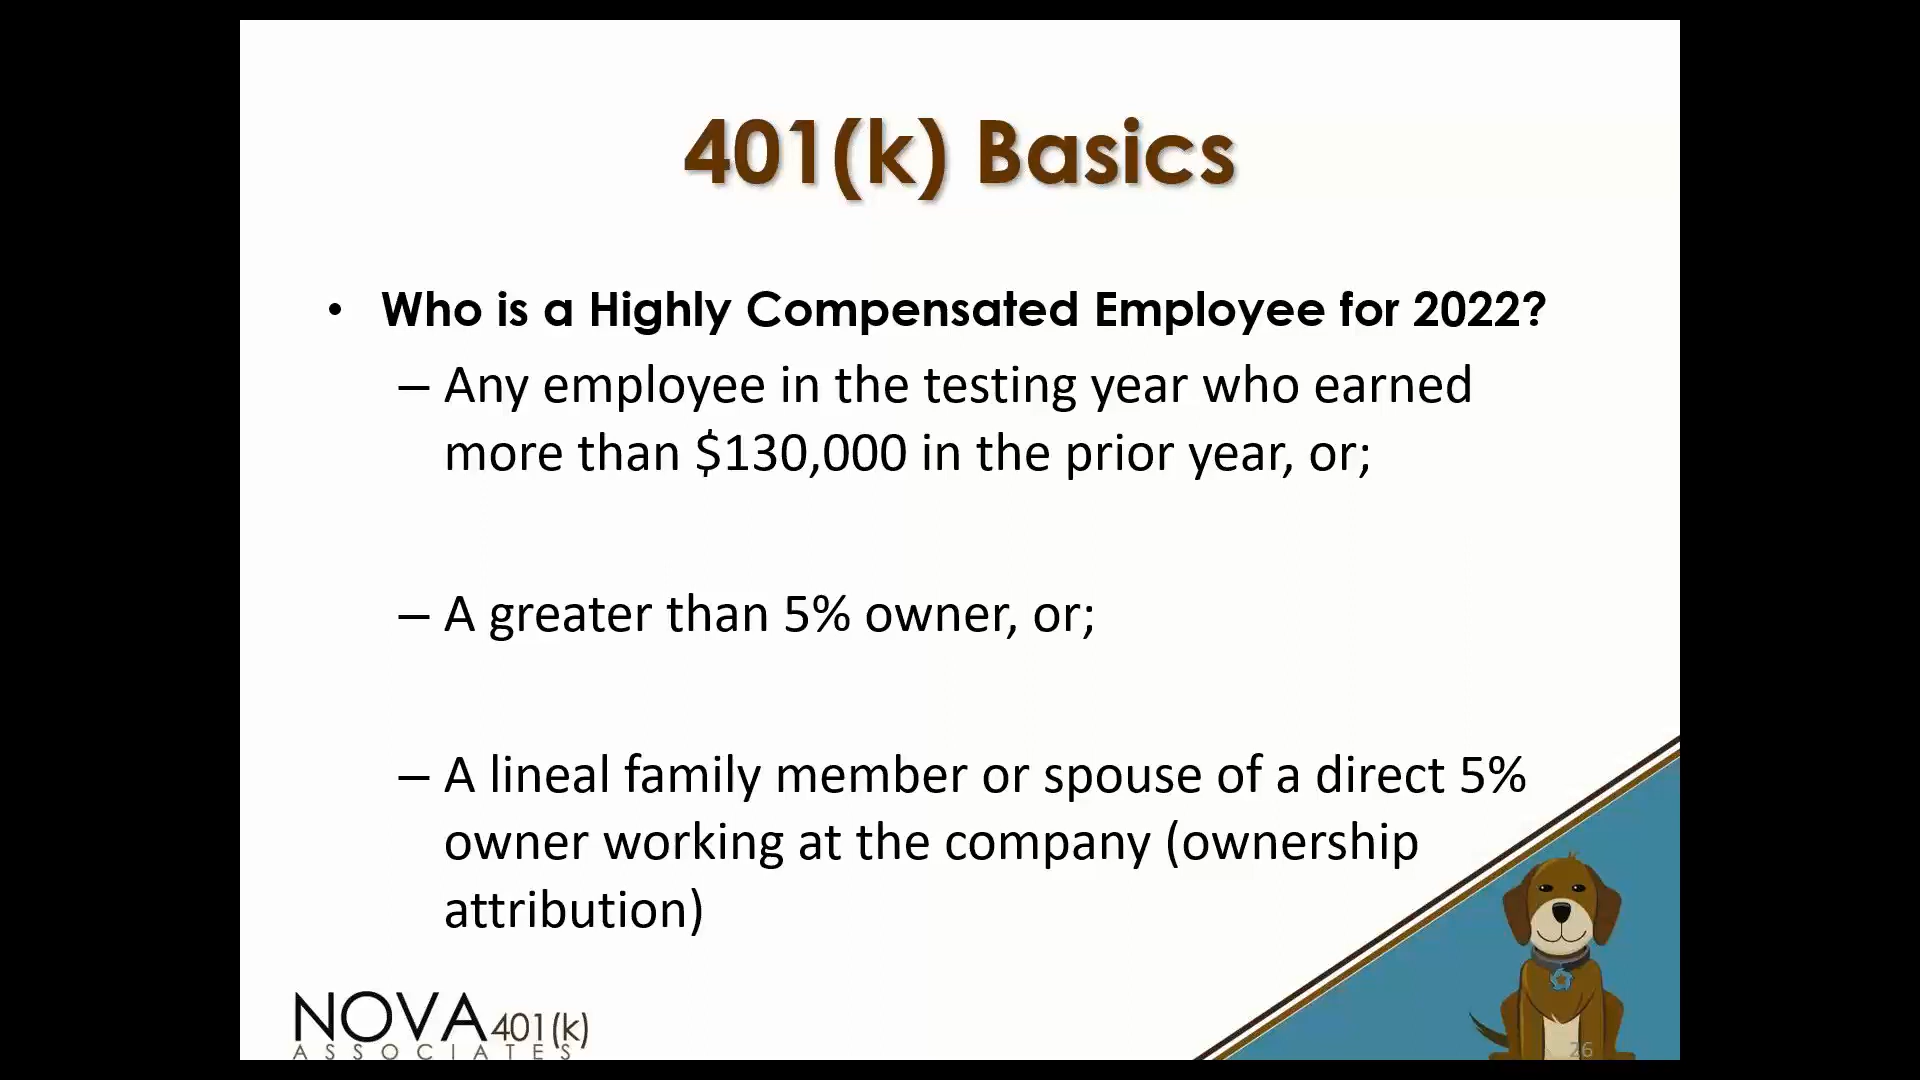 401(k) Basics
• Who is a Highly Compensated Employee for 2022?
– Any employee in the testing year who earned
more than $130,000 in the prior year, or;
– A greater than 5% owner, or;
– A lineal family member or spouse of a direct 5%
owner working at the company (ownership
attribution)
NOVA 401(k)
ASSOCIATES
26